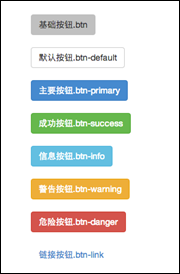 基础按钮.btn
默认按钮.btn-default
主要按钮.btn-primary
成功按钮.btn-success
信息按钮.btn-info
警告按钮.btn-warning
危险按钮.btn-danger
链接按钮.btn-link